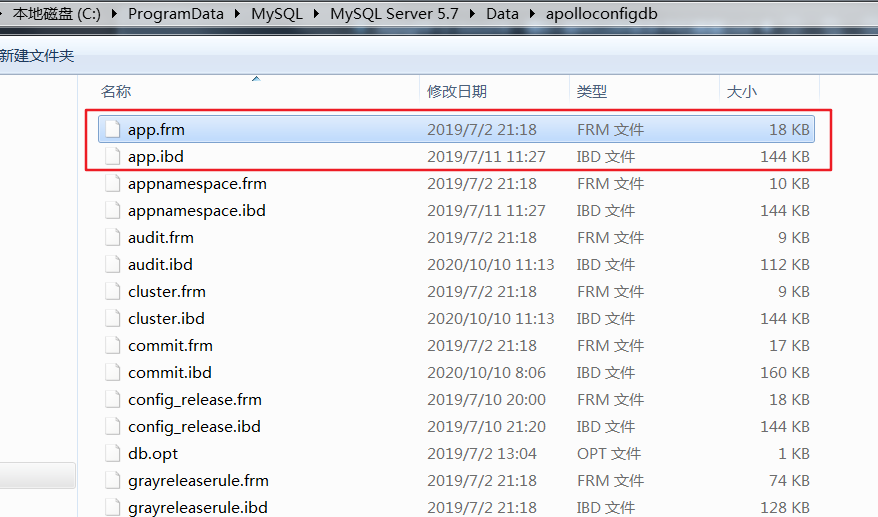 本地磁盘 (C:) ProgramData MySQL MySQL Server 5.7 Data apolloconfigdb
新建文件夹
名称 修改日期 类型 大小
app.frm 2019/7/2 21:18 FRM 文件 18 KB
app.ibd 2019/7/11 11:27 IBD 文件 144 KB
appnamespace.frm 2019/7/2 21:18 FRM 文件 10 KB
appnamespace.ibd 2019/7/11 11:27 IBD 文件 144 KB
audit.frm 2019/7/2 21:18 FRM 文件 9 KB
audit.ibd 2020/10/10 11:13 IBD 文件 112 KB
cluster.frm 2019/7/2 21:18 FRM 文件 9 KB
cluster.ibd 2020/10/10 11:13 IBD 文件 144 KB
commit.frm 2019/7/2 21:18 FRM 文件 17 KB
commit.ibd 2020/10/10 8:06 IBD 文件 160 KB
config_release.frm 2019/7/10 20:00 FRM 文件 18 KB
config_release.ibd 2019/7/10 21:20 IBD 文件 144 KB
db.opt 2019/7/2 13:04 OPT 文件 1 KB
grayreleaserule.frm 2019/7/2 21:18 FRM 文件 74 KB
grayreleaserule.ibd 2019/7/2 21:18 IBD 文件 128 KB